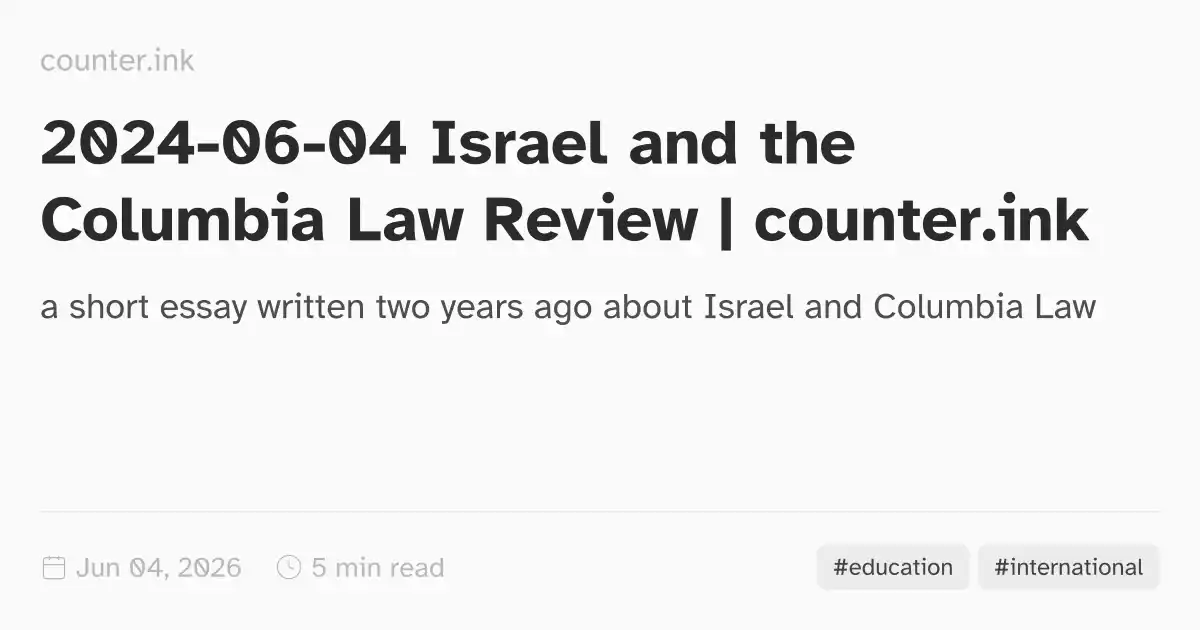 counter.ink
2024-06-04 Israel and the
Columbia Law Review | counter.ink
a short essay written two years ago about Israel and Columbia Law
Jun 04, 2026 5 min read #education #international